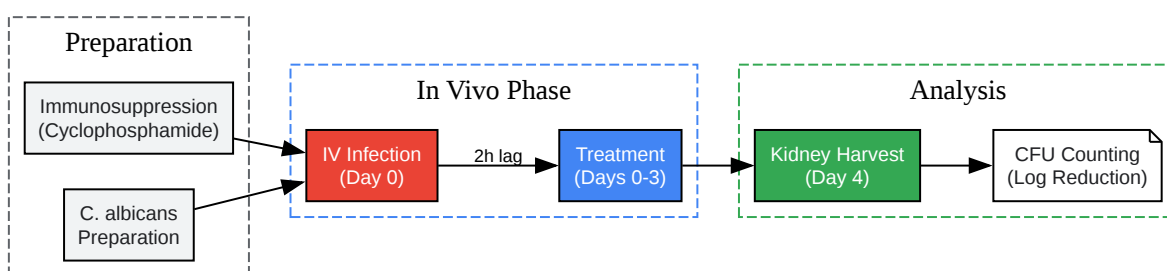 Preparation
Immunosuppression
(Cyclophosphamide)
C. albicans
Preparation
In Vivo Phase
IV Infection
(Day 0)
2h lag
Treatment
(Days 0-3)
Analysis
Kidney Harvest
(Day 4)
CFU Counting
(Log Reduction)